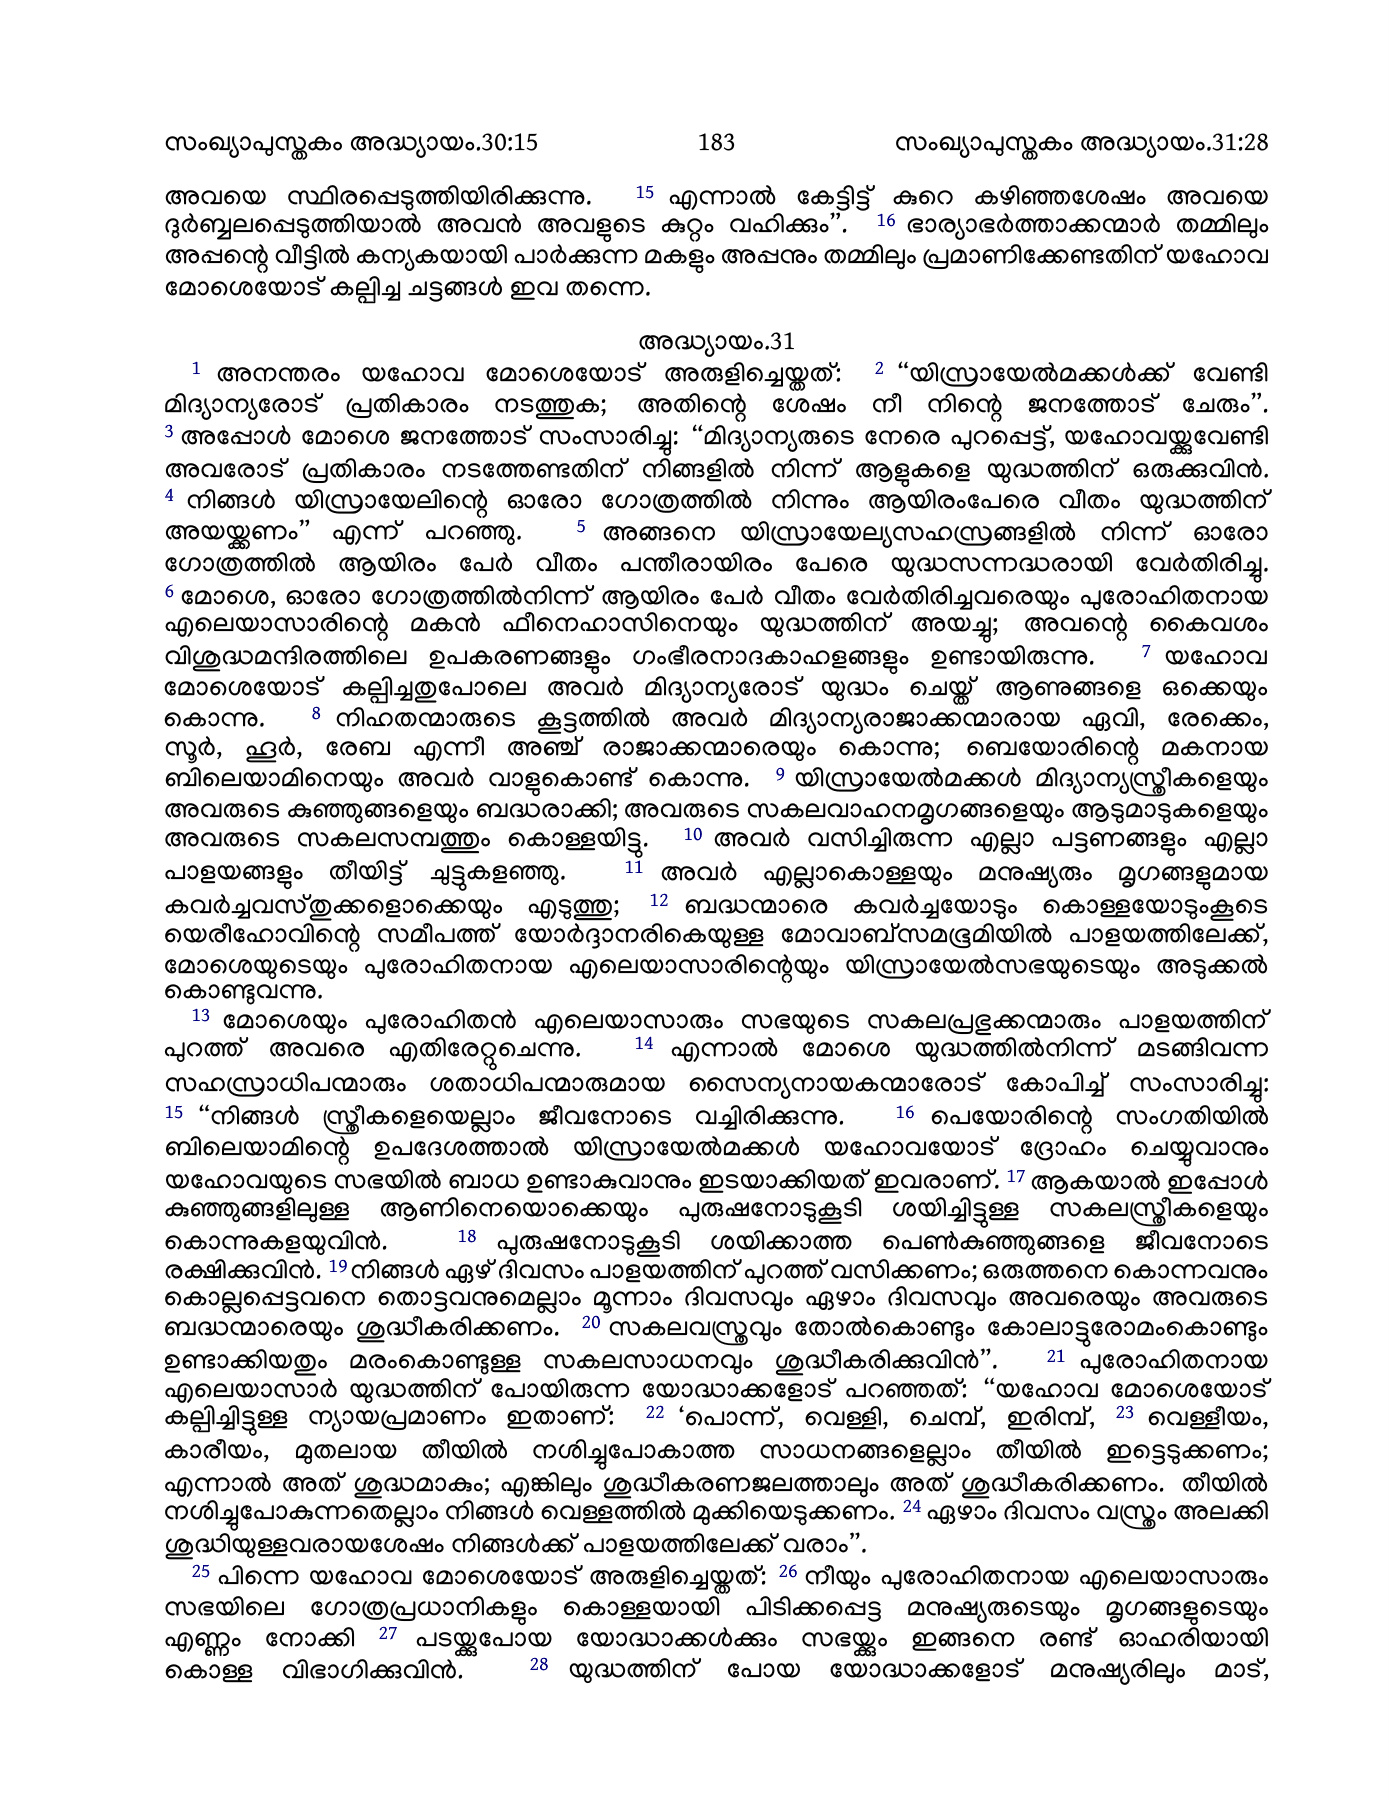 സംഖ്യാപുസ്തകം അദ്ധ്യായം.30:15 183 സംഖ്യാപുസ്തകം അദ്ധ്യായം.31:28
അവയെ സ്ഥിരപ്പെടുത്തിയിരിക്കുന്നു. 15 എന്നാൽ കേട്ടിട്ട് കുറെ കഴിഞ്ഞശേഷം അവയെ
ദുർബ്ബലപ്പെടുത്തിയാൽ അവൻ അവളുടെ കുറ്റം വഹിക്കും”. 16 ഭാര്യാഭർത്താക്കന്മാർ തമ്മിലും
അപ്പന്റെ വീട്ടിൽ കന്യകയായി പാർക്കുന്ന മകളും അപ്പനും തമ്മിലും പ്രമാണിക്കേണ്ടതിന് യഹോവ
മോശെയോട് കല്പിച്ച ചട്ടങ്ങൾ ഇവ തന്നെ.
അദ്ധ്യായം.31
1 അനന്തരം യഹോവ മോശെയോട് അരുളിച്ചെയ്തത്: 2 “യിസ്രായേൽമക്കൾക്ക് വേണ്ടി
മിദ്യാന്യരോട് പ്രതികാരം നടത്തുക; അതിന്റെ ശേഷം നീ നിന്റെ ജനത്തോട് ചേരും”.
3 അപ്പോൾ മോശെ ജനത്തോട് സംസാരിച്ചു: “മിദ്യാന്യരുടെ നേരെ പുറപ്പെട്ട്, യഹോവയ്ക്കുവേണ്ടി
അവരോട് പ്രതികാരം നടത്തേണ്ടതിന് നിങ്ങളിൽ നിന്ന് ആളുകളെ യുദ്ധത്തിന് ഒരുക്കുവിൻ.
4 നിങ്ങൾ യിസ്രായേലിന്റെ ഓരോ ഗോത്രത്തിൽ നിന്നും ആയിരംപേരെ വീതം യുദ്ധത്തിന്
അയയ്ക്കണം” എന്ന് പറഞ്ഞു. 5 അങ്ങനെ യിസ്രായേല്യസഹസ്രങ്ങളിൽ നിന്ന് ഓരോ
ഗോത്രത്തിൽ ആയിരം പേർ വീതം പന്തീരായിരം പേരെ യുദ്ധസന്നദ്ധരായി വേർതിരിച്ചു.
6 മോശെ, ഓരോ ഗോത്രത്തിൽനിന്ന് ആയിരം പേർ വീതം വേർതിരിച്ചവരെയും പുരോഹിതനായ
എലെയാസാരിന്റെ മകൻ ഫീനെഹാസിനെയും യുദ്ധത്തിന് അയച്ചു; അവന്റെ കൈവശം
വിശുദ്ധമന്ദിരത്തിലെ ഉപകരണങ്ങളും ഗംഭീരനാദകാഹളങ്ങളും ഉണ്ടായിരുന്നു. 7 യഹോവ
മോശെയോട് കല്പിച്ചതുപോലെ അവർ മിദ്യാന്യരോട് യുദ്ധം ചെയ്ത് ആണുങ്ങളെ ഒക്കെയും
കൊന്നു. 8 നിഹതന്മാരുടെ കൂട്ടത്തിൽ അവർ മിദ്യാന്യരാജാക്കന്മാരായ ഏവി, രേക്കെം,
സൂർ, ഹൂർ, രേബ എന്നീ അഞ്ച് രാജാക്കന്മാരെയും കൊന്നു; ബെയോരിന്റെ മകനായ
ബിലെയാമിനെയും അവർ വാളുകൊണ്ട് കൊന്നു. 9 യിസ്രായേൽമക്കൾ മിദ്യാന്യസ്ത്രീകളെയും
അവരുടെ കുഞ്ഞുങ്ങളെയും ബദ്ധരാക്കി; അവരുടെ സകലവാഹനമൃഗങ്ങളെയും ആടുമാടുകളെയും
അവരുടെ സകലസമ്പത്തും കൊള്ളയിട്ടു. 10 അവർ വസിച്ചിരുന്ന എല്ലാ പട്ടണങ്ങളും എല്ലാ
പാളയങ്ങളും തീയിട്ട് ചുട്ടുകളഞ്ഞു. 11 അവർ എല്ലാകൊള്ളയും മനുഷ്യരും മൃഗങ്ങളുമായ
കവർച്ചവസ്തുക്കളൊക്കെയും എടുത്തു; 12 ബദ്ധന്മാരെ കവർച്ചയോടും കൊള്ളയോടുംകൂടെ
യെരീഹോവിന്റെ സമീപത്ത് യോർദ്ദാനരികെയുള്ള മോവാബ്സമഭൂമിയിൽ പാളയത്തിലേക്ക്,
മോശെയുടെയും പുരോഹിതനായ എലെയാസാരിന്റെയും യിസ്രായേൽസഭയുടെയും അടുക്കൽ
കൊണ്ടുവന്നു.
13 മോശെയും പുരോഹിതൻ എലെയാസാരും സഭയുടെ സകലപ്രഭുക്കന്മാരും പാളയത്തിന്
പുറത്ത് അവരെ എതിരേറ്റുചെന്നു. 14 എന്നാൽ മോശെ യുദ്ധത്തിൽനിന്ന് മടങ്ങിവന്ന
സഹസ്രാധിപന്മാരും ശതാധിപന്മാരുമായ സൈന്യനായകന്മാരോട് കോപിച്ച് സംസാരിച്ചു:
15 “നിങ്ങൾ സ്ത്രീകളെയെല്ലാം ജീവനോടെ വച്ചിരിക്കുന്നു. 16 പെയോരിന്റെ സംഗതിയിൽ
ബിലെയാമിന്റെ ഉപദേശത്താൽ യിസ്രായേൽമക്കൾ യഹോവയോട് ദ്രോഹം ചെയ്യുവാനും
യഹോവയുടെ സഭയിൽ ബാധ ഉണ്ടാകുവാനും ഇടയാക്കിയത് ഇവരാണ്. 17 ആകയാൽ ഇപ്പോൾ
കുഞ്ഞുങ്ങളിലുള്ള ആണിനെയൊക്കെയും പുരുഷനോടുകൂടി ശയിച്ചിട്ടുള്ള സകലസ്ത്രീകളെയും
കൊന്നുകളയുവിൻ. 18 പുരുഷനോടുകൂടി ശയിക്കാത്ത പെൺകുഞ്ഞുങ്ങളെ ജീവനോടെ
രക്ഷിക്കുവിൻ. 19 നിങ്ങൾ ഏഴ് ദിവസം പാളയത്തിന് പുറത്ത് വസിക്കണം; ഒരുത്തനെ കൊന്നവനും
കൊല്ലപ്പെട്ടവനെ തൊട്ടവനുമെല്ലാം മൂന്നാം ദിവസവും ഏഴാം ദിവസവും അവരെയും അവരുടെ
ബദ്ധന്മാരെയും ശുദ്ധീകരിക്കണം. 20 സകലവസ്ത്രവും തോൽകൊണ്ടും കോലാട്ടുരോമംകൊണ്ടും
ഉണ്ടാക്കിയതും മരംകൊണ്ടുള്ള സകലസാധനവും ശുദ്ധീകരിക്കുവിൻ”. 21 പുരോഹിതനായ
എലെയാസാർ യുദ്ധത്തിന് പോയിരുന്ന യോദ്ധാക്കളോട് പറഞ്ഞത്: “യഹോവ മോശെയോട്
കല്പിച്ചിട്ടുള്ള ന്യായപ്രമാണം ഇതാണ്: 22 ‘പൊന്ന്, വെള്ളി, ചെമ്പ്, ഇരിമ്പ്, 23 വെള്ളീയം,
കാരീയം, മുതലായ തീയിൽ നശിച്ചുപോകാത്ത സാധനങ്ങളെല്ലാം തീയിൽ ഇട്ടെടുക്കണം;
എന്നാൽ അത് ശുദ്ധമാകും; എങ്കിലും ശുദ്ധീകരണജലത്താലും അത് ശുദ്ധീകരിക്കണം. തീയിൽ
നശിച്ചുപോകുന്നതെല്ലാം നിങ്ങൾ വെള്ളത്തിൽ മുക്കിയെടുക്കണം. 24 ഏഴാം ദിവസം വസ്ത്രം അലക്കി
ശുദ്ധിയുള്ളവരായശേഷം നിങ്ങൾക്ക് പാളയത്തിലേക്ക് വരാം”.
25 പിന്നെ യഹോവ മോശെയോട് അരുളിച്ചെയ്തത്: 26 നീയും പുരോഹിതനായ എലെയാസാരും
സഭയിലെ ഗോത്രപ്രധാനികളും കൊള്ളയായി പിടിക്കപ്പെട്ട മനുഷ്യരുടെയും മൃഗങ്ങളുടെയും
എണ്ണം നോക്കി 27 പടയ്ക്കുപോയ യോദ്ധാക്കൾക്കും സഭയ്ക്കും ഇങ്ങനെ രണ്ട് ഓഹരിയായി
കൊള്ള വിഭാഗിക്കുവിൻ. 28 യുദ്ധത്തിന് പോയ യോദ്ധാക്കളോട് മനുഷ്യരിലും മാട്,